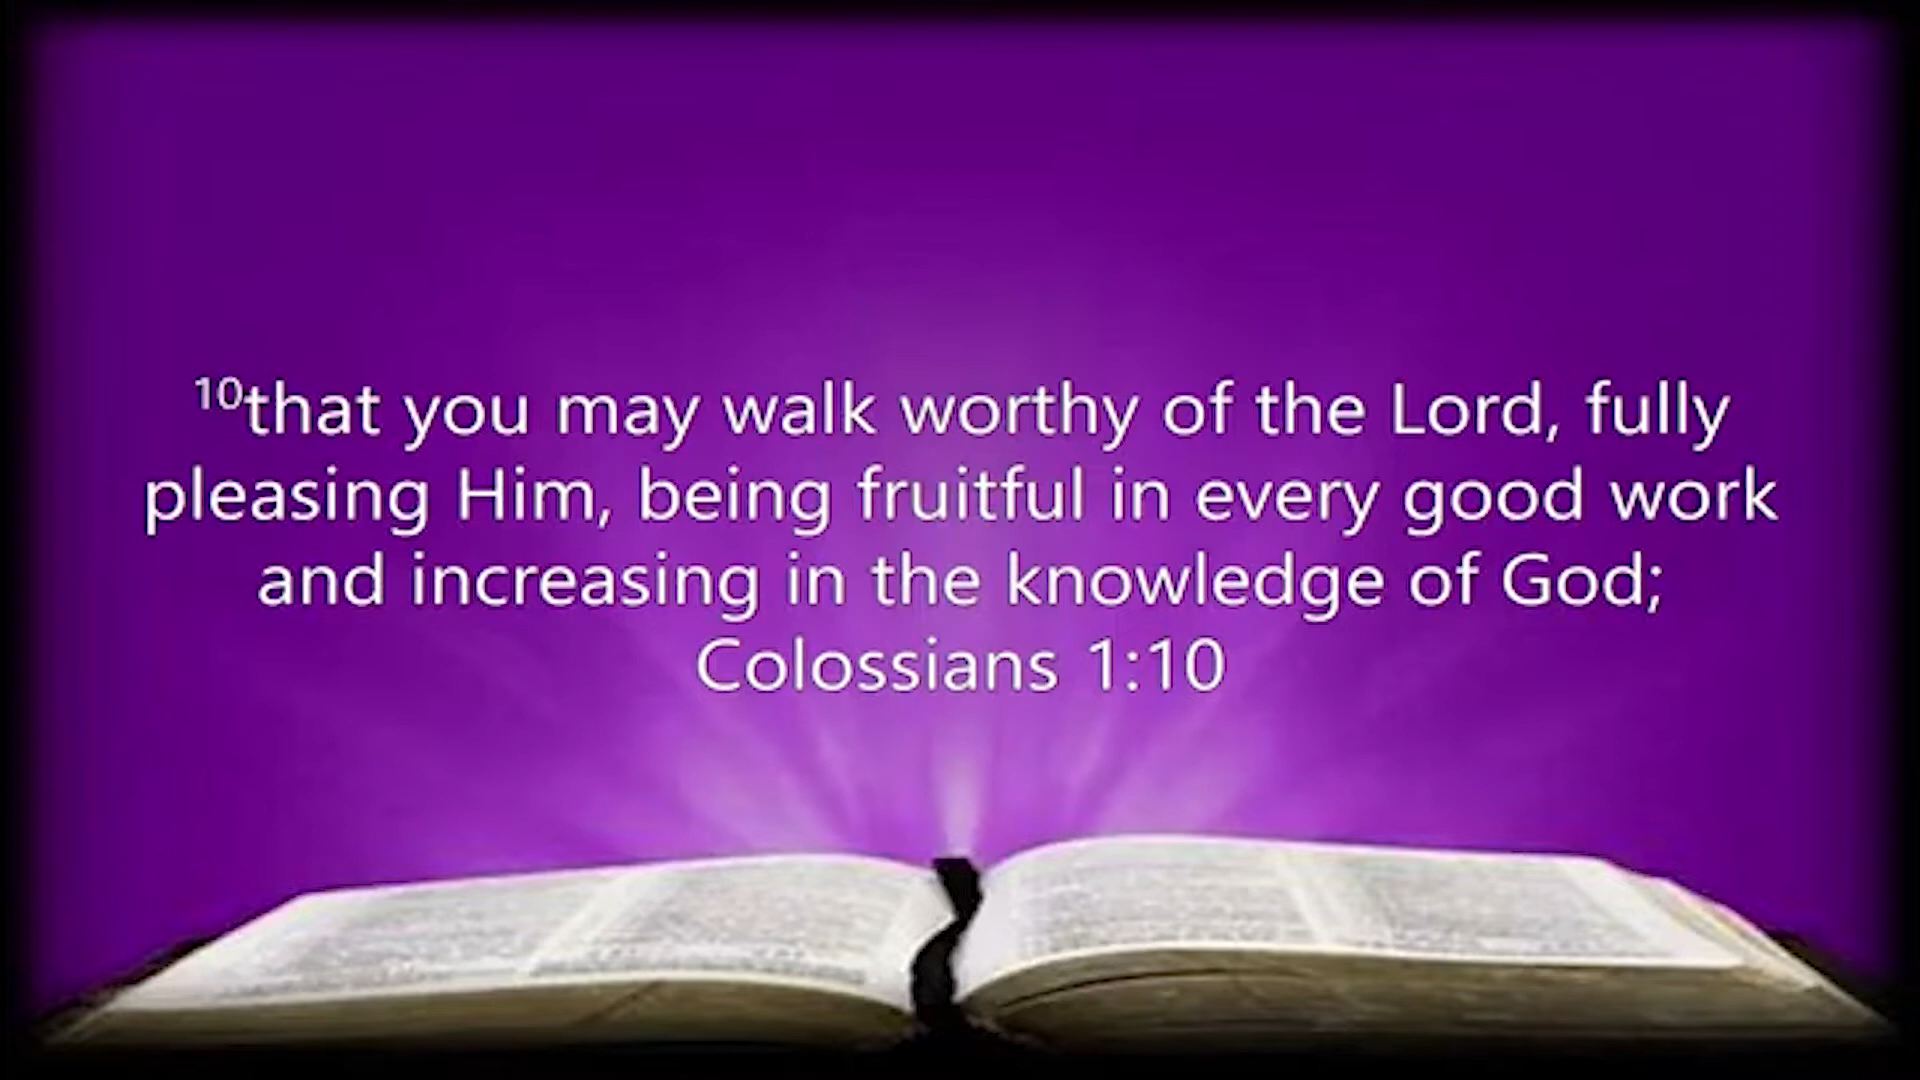 ¹⁰that you may walk worthy of the Lord, fully
pleasing Him, being fruitful in every good work
and increasing in the knowledge of God;
Colossians 1:10